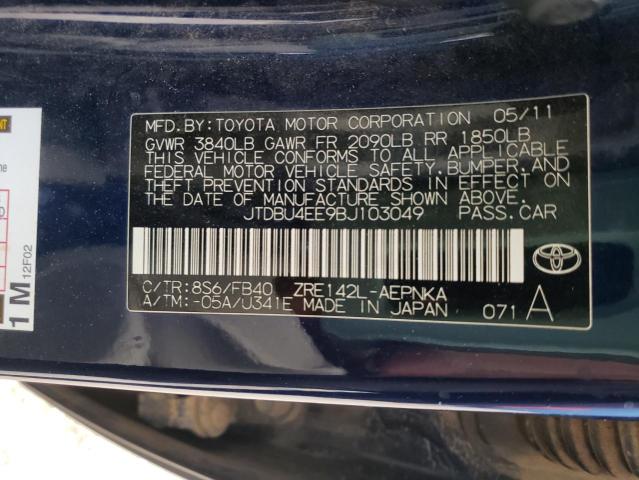 MFD. BY: TOYOTA MOTOR CORPORATION 05/11
GVWR 3840LB GAWR FR 2090LB RR 1850LB
THIS VEHICLE CONFORMS TO ALL APPLICABLE
FEDERAL MOTOR VEHICLE SAFETY, BUMPER, AND
THEFT PREVENTION STANDARDS IN EFFECT ON
THE DATE OF MANUFACTURE SHOWN ABOVE.
JTDBU4EE9BJ103049 PASS. CAR
C/TR: 8S6/FB40 ZRE142L-AEPNKA
A/TM: -05A/U341E MADE IN JAPAN 071 A
1 M
12F02